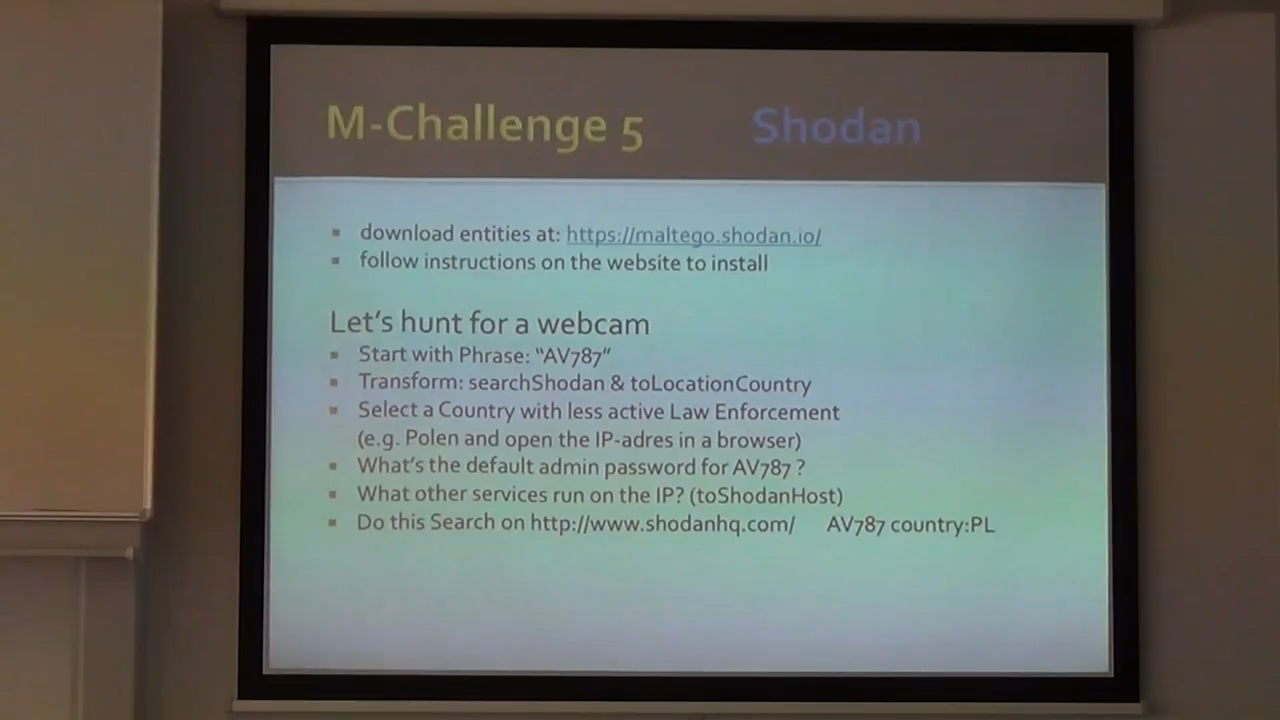 M-Challenge 5 Shodan
download entities at: https://maltego.shodan.io/
follow instructions on the website to install
Let's hunt for a webcam
Start with Phrase: "AV787"
Transform: searchShodan & toLocationCountry
Select a Country with less active Law Enforcement
(e.g. Polen and open the IP-adres in a browser)
What's the default admin password for AV787 ?
What other services run on the IP? (toShodanHost)
Do this Search on http://www.shodanhq.com/ AV787 country:PL